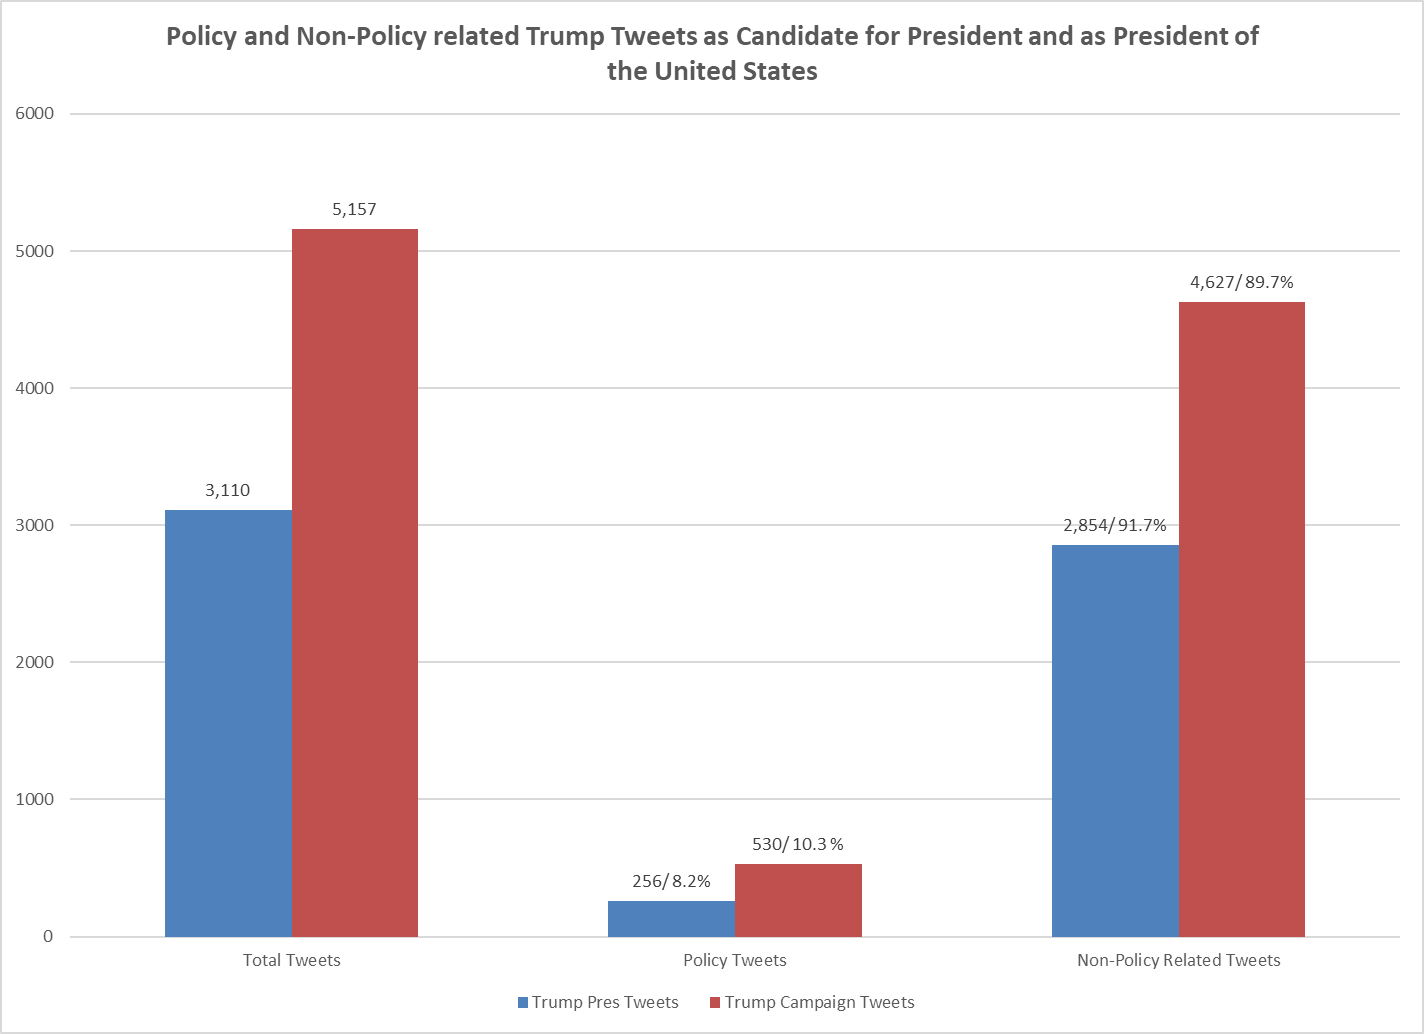 Policy and Non-Policy related Trump Tweets as Candidate for President and as President of
the United States
6000
5000
4000
3000
2000
1000
0
5,157
3,110
530/ 10.3 %
256/ 8.2%
4,627/ 89.7%
2,854/ 91.7%
Total Tweets
Policy Tweets
Non-Policy Related Tweets
Trump Pres Tweets
Trump Campaign Tweets